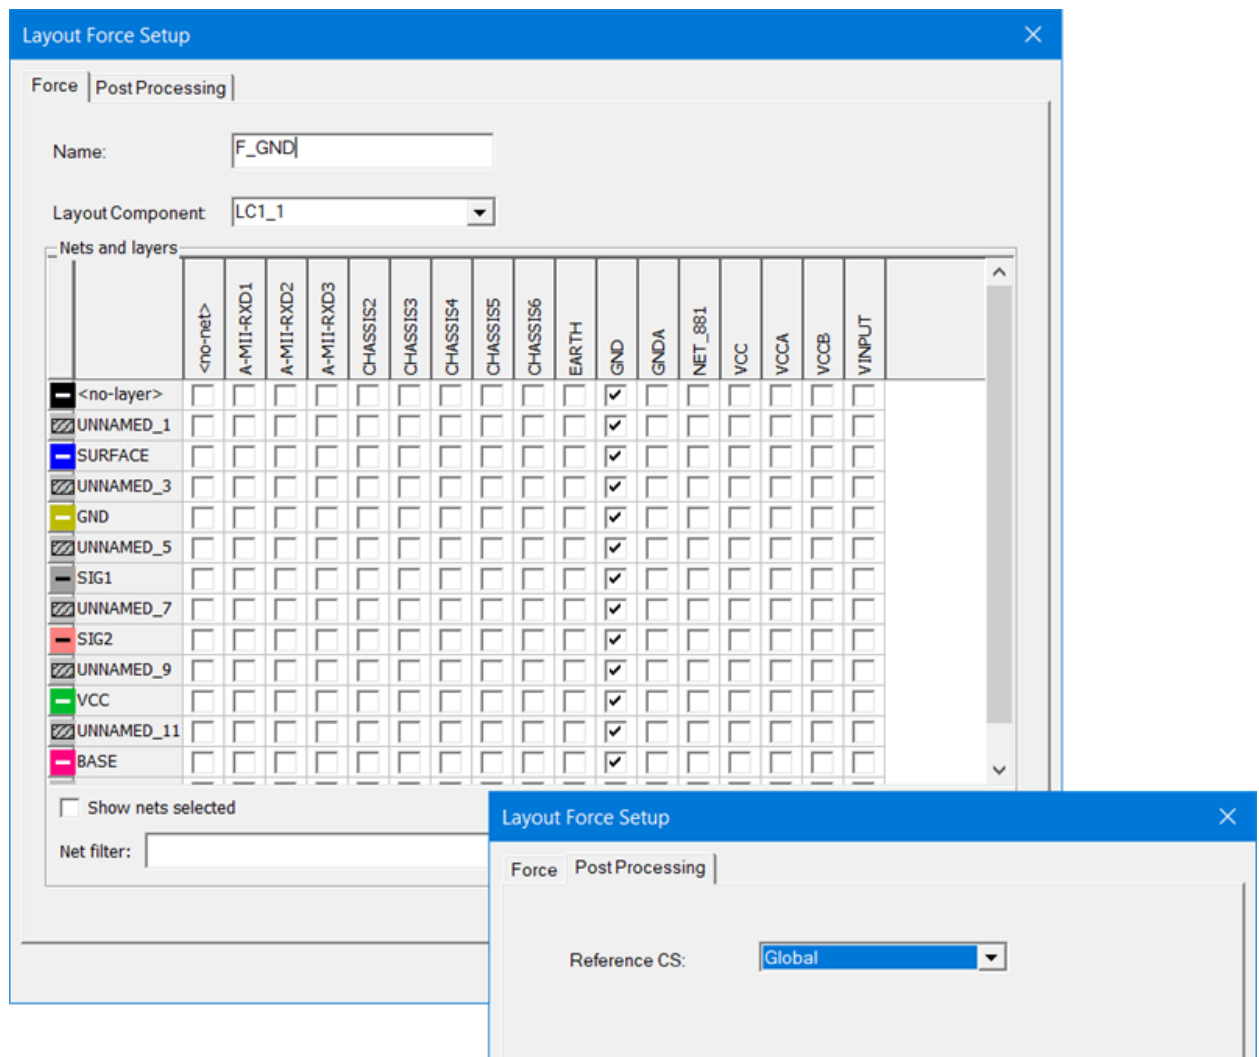 Layout Force Setup
Force Post Processing
Name: F_GND
Layout Component: LC1_1
Nets and layers
<no-net> A-MII-RXD1 A-MII-RXD2 A-MII-RXD3 CHASSIS2 CHASSIS3 CHASSIS4 CHASSIS5 CHASSIS6 EARTH GND GNDA NET_881 VCC VCCA VCCB VINPUT
<no-layer>
UNNAMED_1
SURFACE
UNNAMED_3
GND
UNNAMED_5
SIG1
UNNAMED_7
SIG2
UNNAMED_9
VCC
UNNAMED_11
BASE
Show nets selected
Net filter:
Layout Force Setup
Force Post Processing
Reference CS: Global